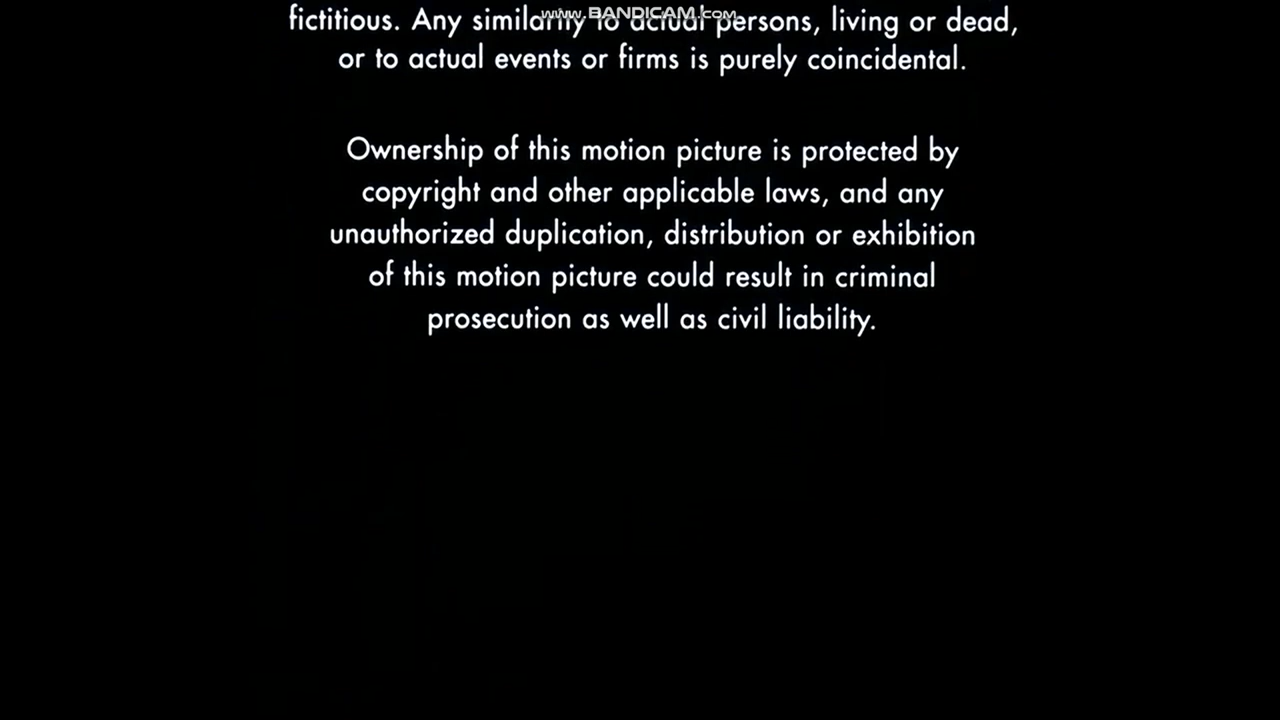 www.BANDICAM.com
fictitious. Any similarity to actual persons, living or dead,
or to actual events or firms is purely coincidental.
Ownership of this motion picture is protected by
copyright and other applicable laws, and any
unauthorized duplication, distribution or exhibition
of this motion picture could result in criminal
prosecution as well as civil liability.